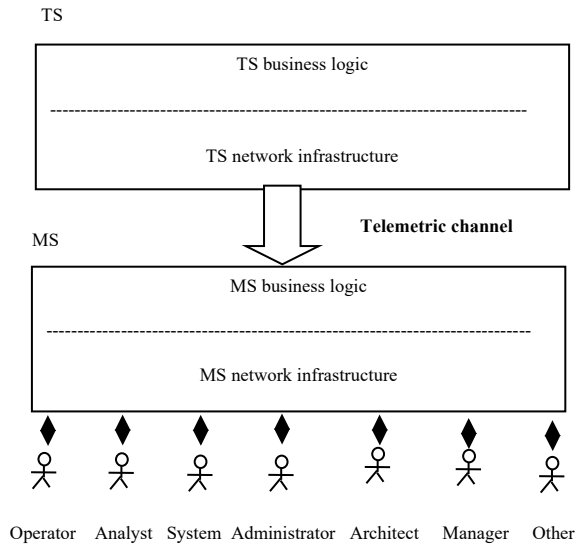 TS
TS business logic
TS network infrastructure
Telemetric channel
MS
MS business logic
MS network infrastructure
Operator Analyst System Administrator Architect Manager Other